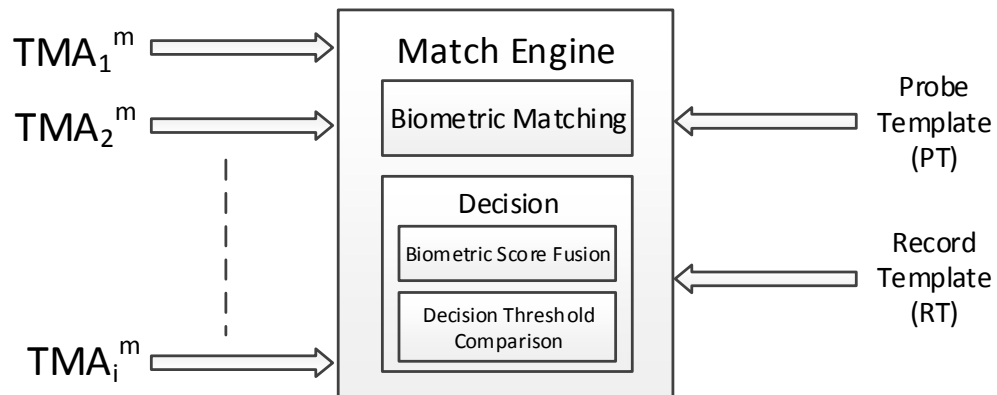 TMA₁ᵐ
TMA₂ᵐ
TMAᵢᵐ
Match Engine
Biometric Matching
Decision
Biometric Score Fusion
Decision Threshold
Comparison
Probe
Template
(PT)
Record
Template
(RT)